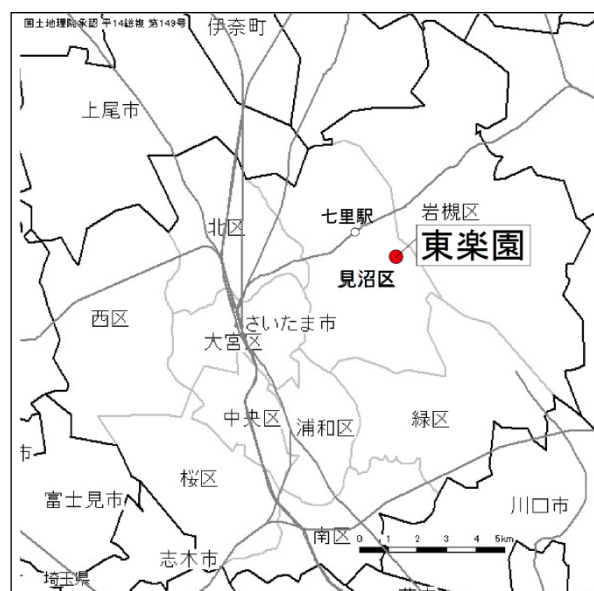 国土地理院承認 平14総複 第149号
伊奈町
上尾市
七里駅
岩槻区
北区
東楽園
見沼区
西区
さいたま市
大宮区
中央区
浦和区
緑区
桜区
市
富士見市
川口市
南区
0 1 2 3 4 5km
志木市
埼玉県